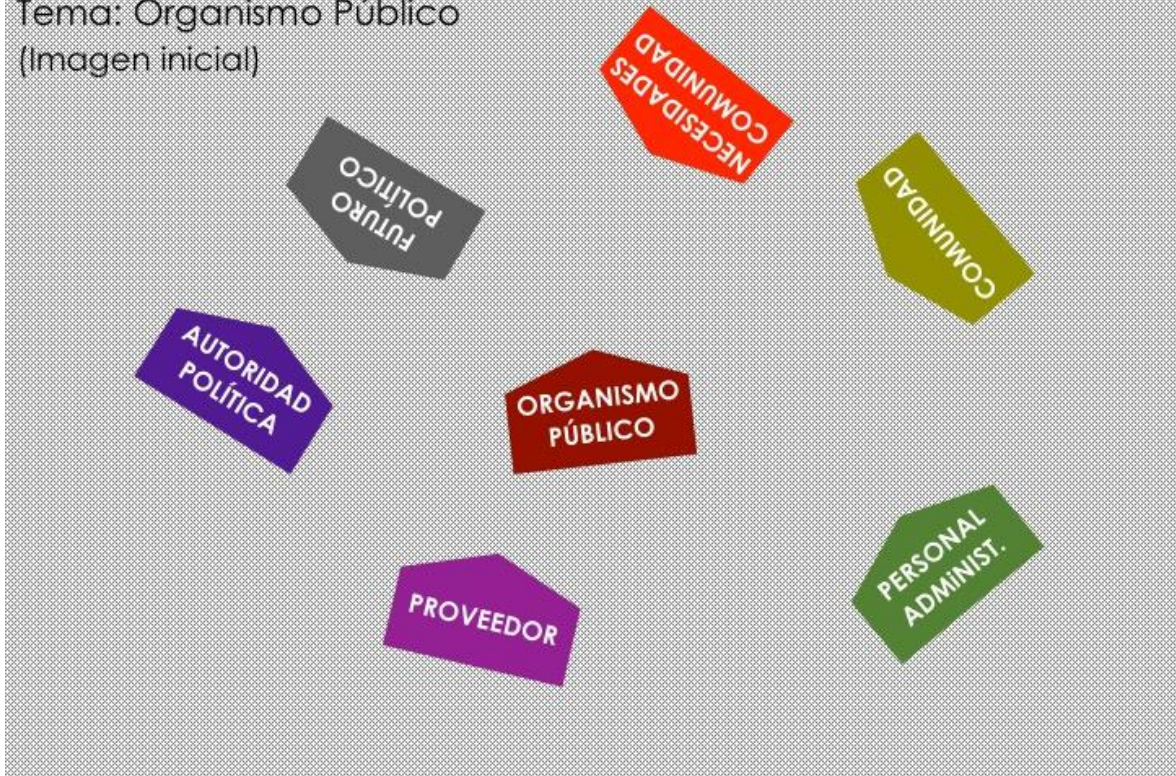 Tema: Organismo Público
(Imagen inicial)
NECESIDADES
COMUNIDAD
FUTURO
POLÍTICO
COMUNIDAD
AUTORIDAD
POLÍTICA
ORGANISMO
PÚBLICO
PERSONAL
ADMiNIST.
PROVEEDOR